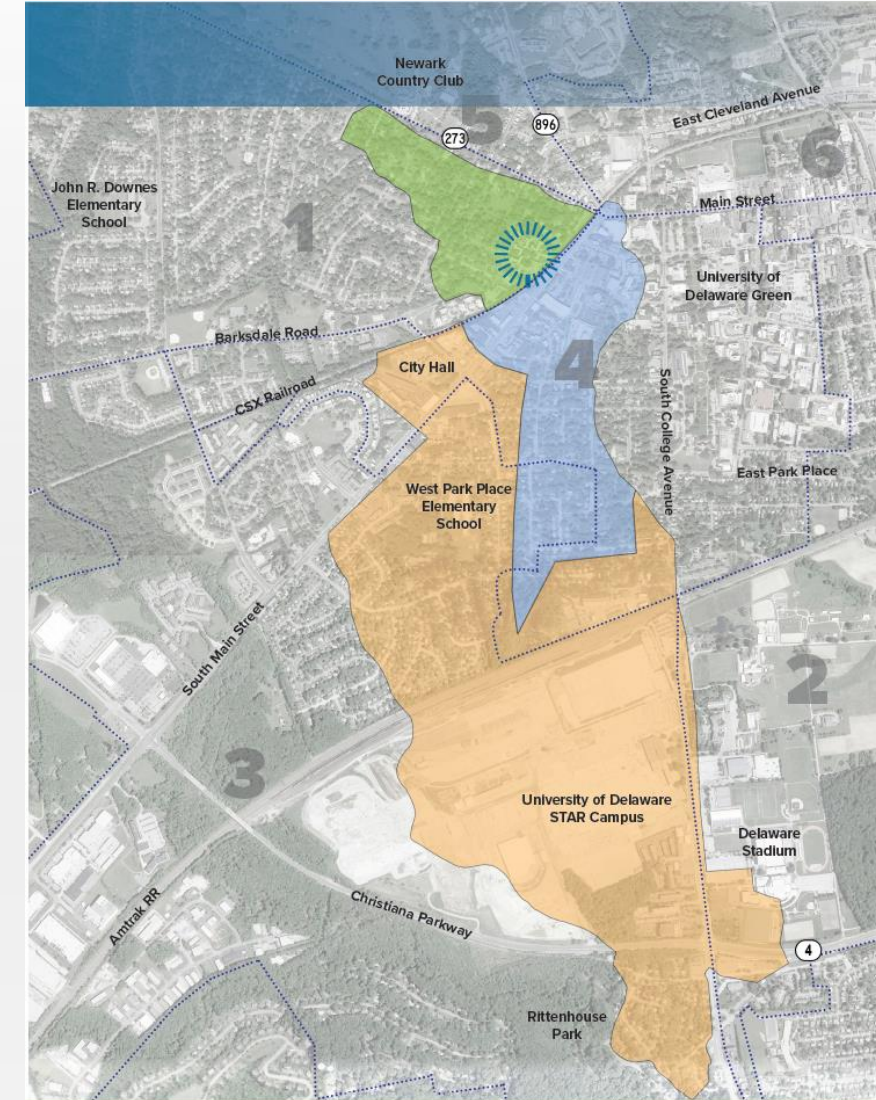 Newark
Country Club
5
273
896
East Cleveland Avenue
6
John R. Downes
Elementary
School
1
Main Street
University of
Delaware Green
Barksdale Road
City Hall
4
CSX Railroad
South College Avenue
East Park Place
West Park Place
Elementary
School
South Main Street
2
3
University of Delaware
STAR Campus
Delaware
Stadium
Amtrak RR
Christiana Parkway
4
Rittenhouse
Park